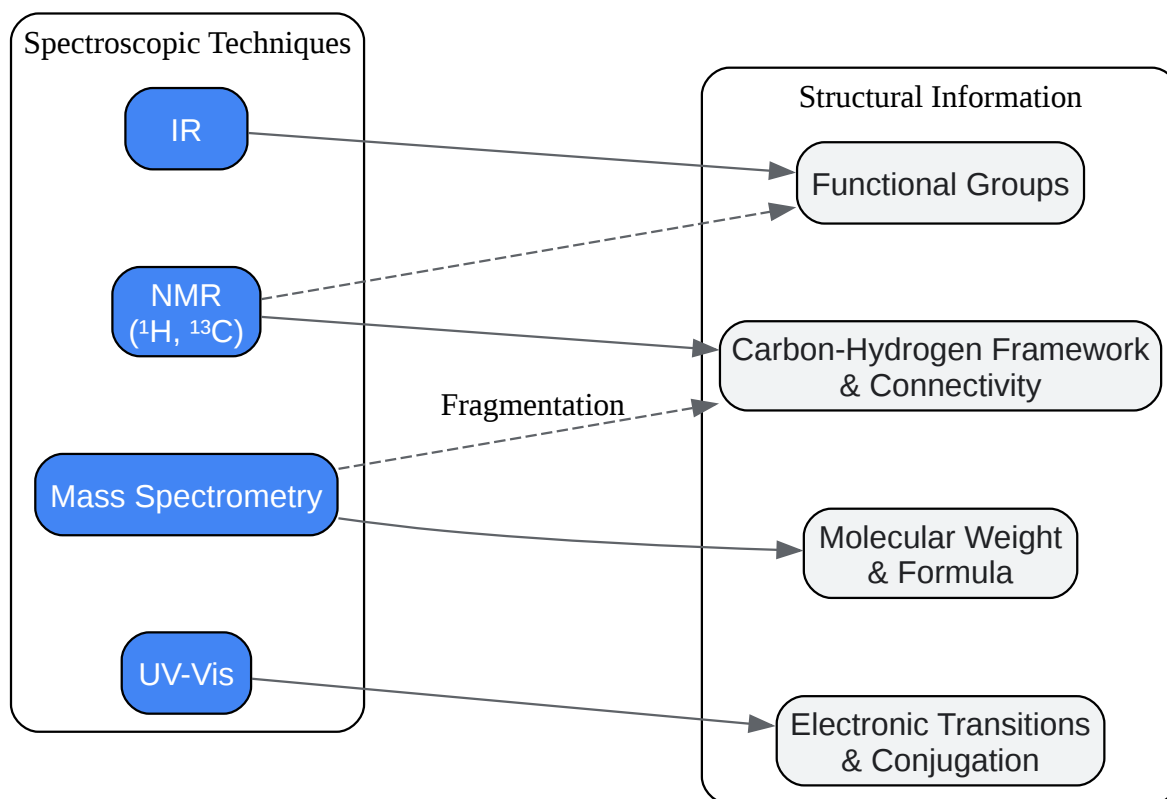 Spectroscopic Techniques
IR
NMR
(¹H, ¹³C)
Mass Spectrometry
UV-Vis
Fragmentation
Structural Information
Functional Groups
Carbon-Hydrogen Framework
& Connectivity
Molecular Weight
& Formula
Electronic Transitions
& Conjugation